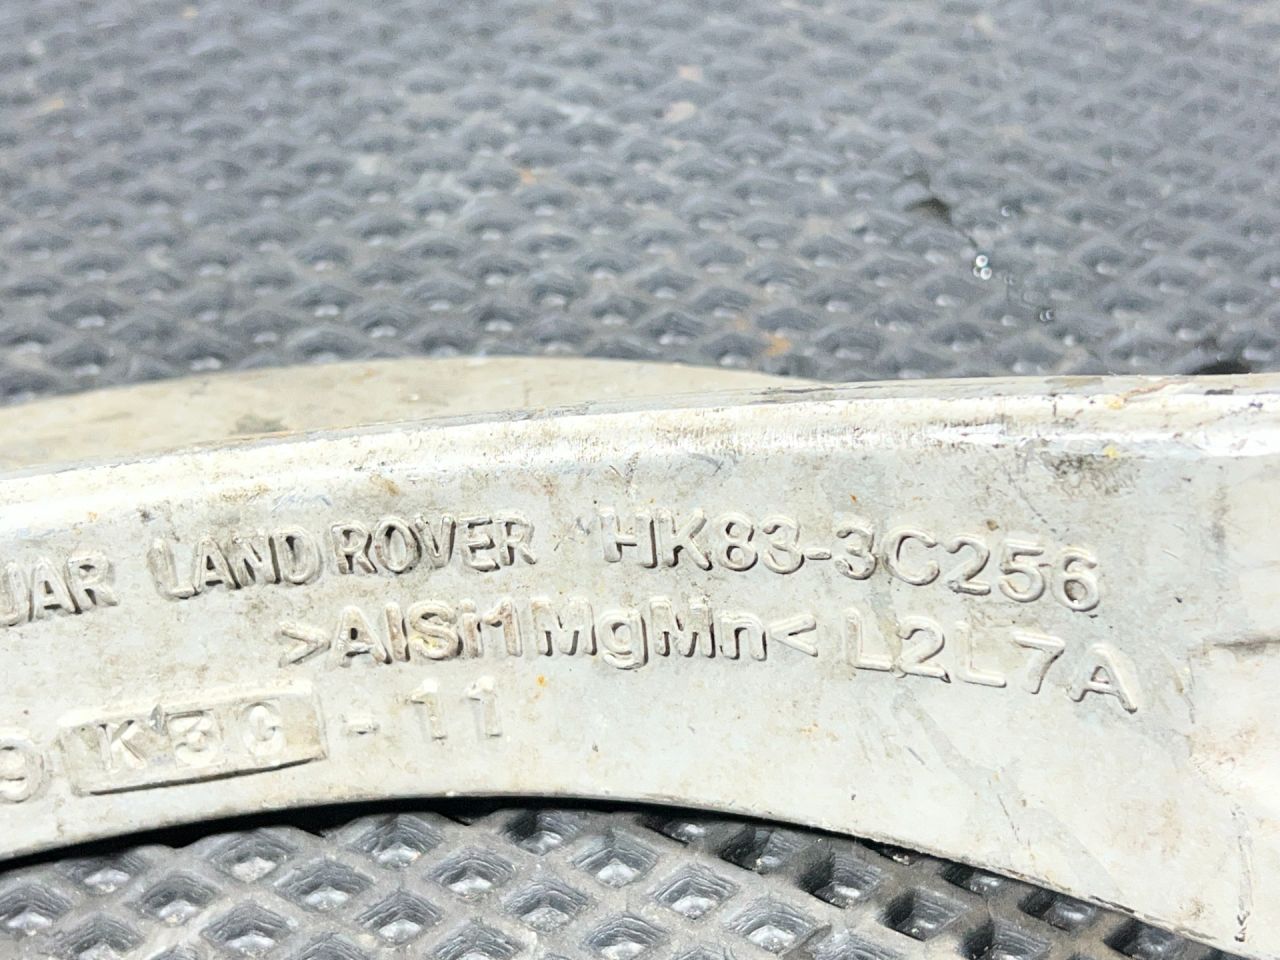 UAR LAND ROVER HK83-3C256
>AlSi1MgMn< L2L7A
9 K3C -11